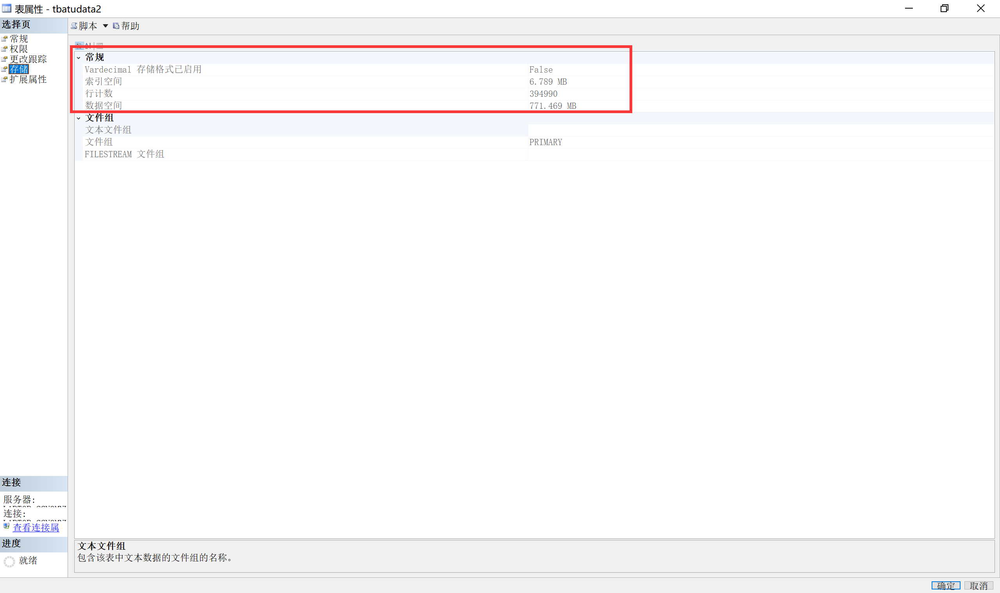 表属性 - tbatudata2
选择页
常规
权限
更改跟踪
存储
扩展属性
脚本
帮助
常规
Vardecimal 存储格式已启用 False
索引空间 6.789 MB
行计数 394990
数据空间 771.469 MB
文件组
文本文件组
文件组 PRIMARY
FILESTREAM 文件组
连接
服务器:
连接:
查看连接属
进度
就绪
文本文件组
包含该表中文本数据的文件组的名称。
确定
取消